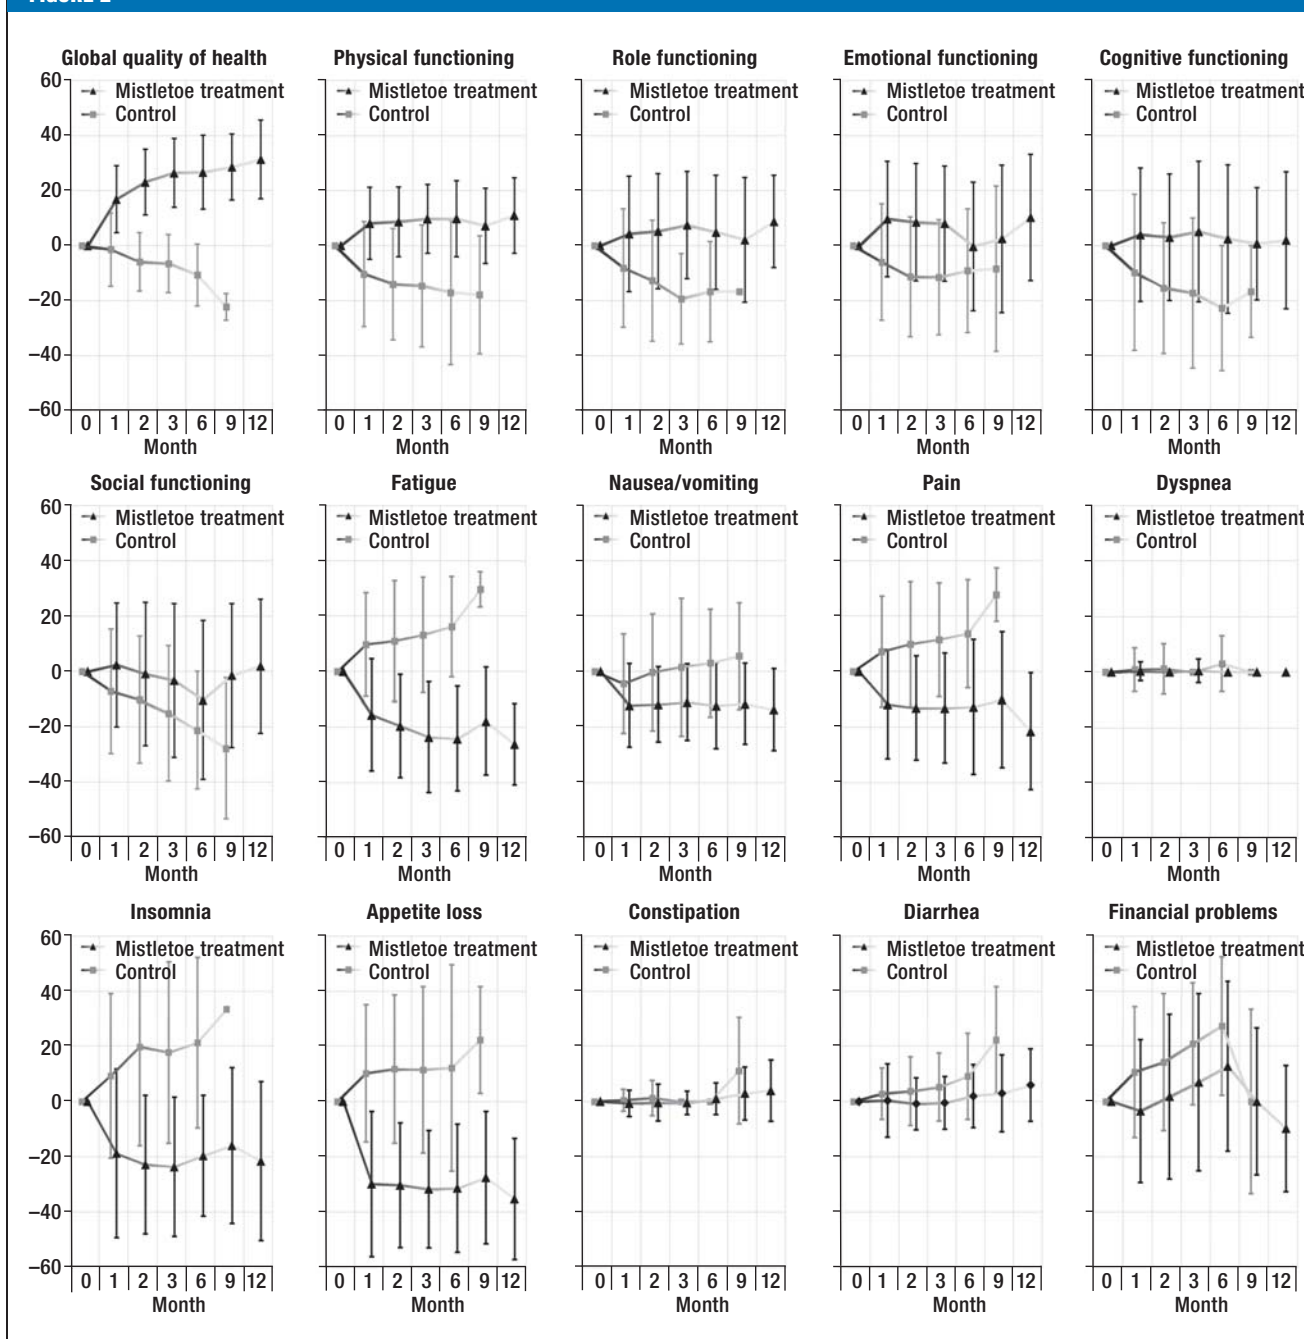 Global quality of health Physical functioning Role functioning Emotional functioning Cognitive functioning
60 Mistletoe treatment Mistletoe treatment Mistletoe treatment Mistletoe treatment Mistletoe treatment
Control Control Control Control Control
40
20
0
–20
–40
–60
0 1 2 3 6 9 12 0 1 2 3 6 9 12 0 1 2 3 6 9 12 0 1 2 3 6 9 12 0 1 2 3 6 9 12
Month Month Month Month Month
Social functioning Fatigue Nausea/vomiting Pain Dyspnea
60 Mistletoe treatment Mistletoe treatment Mistletoe treatment Mistletoe treatment Mistletoe treatment
Control Control Control Control Control
40
20
0
–20
–40
–60
0 1 2 3 6 9 12 0 1 2 3 6 9 12 0 1 2 3 6 9 12 0 1 2 3 6 9 12 0 1 2 3 6 9 12
Month Month Month Month Month
Insomnia Appetite loss Constipation Diarrhea Financial problems
60 Mistletoe treatment Mistletoe treatment Mistletoe treatment Mistletoe treatment Mistletoe treatment
Control Control Control Control Control
40
20
0
–20
–40
–60
0 1 2 3 6 9 12 0 1 2 3 6 9 12 0 1 2 3 6 9 12 0 1 2 3 6 9 12 0 1 2 3 6 9 12
Month Month Month Month Month